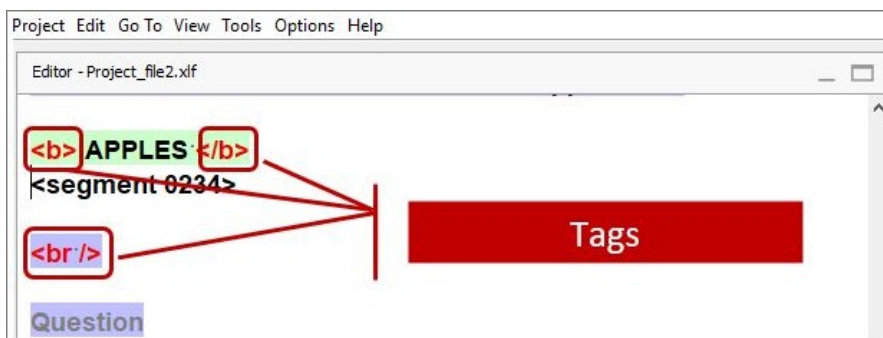 Project Edit Go To View Tools Options Help
Editor - Project_file2.xlf
<b> APPLES </b>
<segment 0234>
Tags
<br />
Question